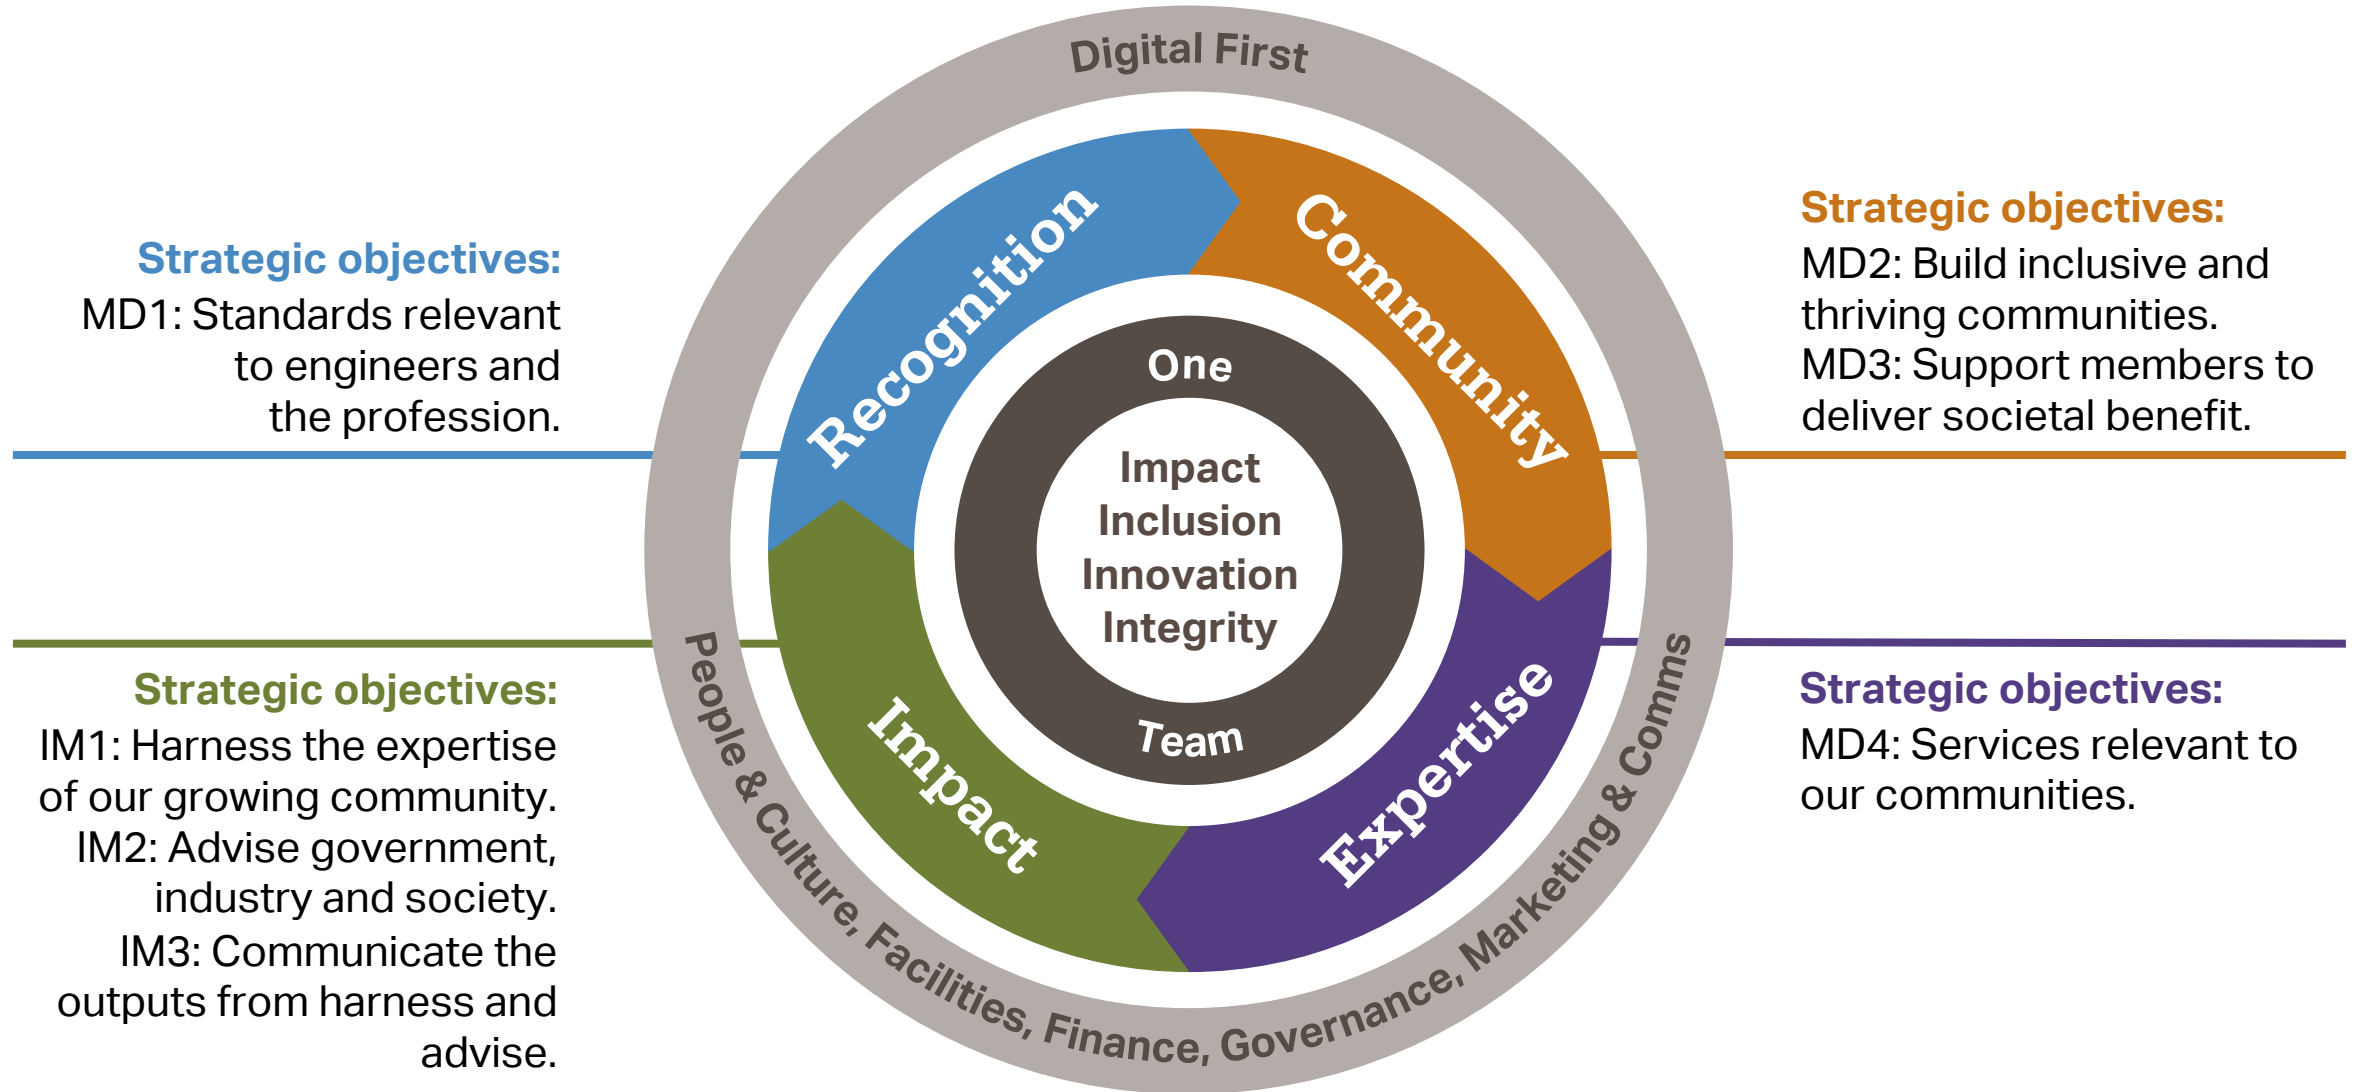 Digital First
Strategic objectives:
MD1: Standards relevant
to engineers and
the profession.
Recognition
Community
Strategic objectives:
MD2: Build inclusive and
thriving communities.
MD3: Support members to
deliver societal benefit.
One
Impact
Inclusion
Innovation
Integrity
Team
Strategic objectives:
IM1: Harness the expertise
of our growing community.
IM2: Advise government,
industry and society.
IM3: Communicate the
outputs from harness and
advise.
Impact
Expertise
Strategic objectives:
MD4: Services relevant to
our communities.
People & Culture, Facilities, Finance, Governance, Marketing & Comms